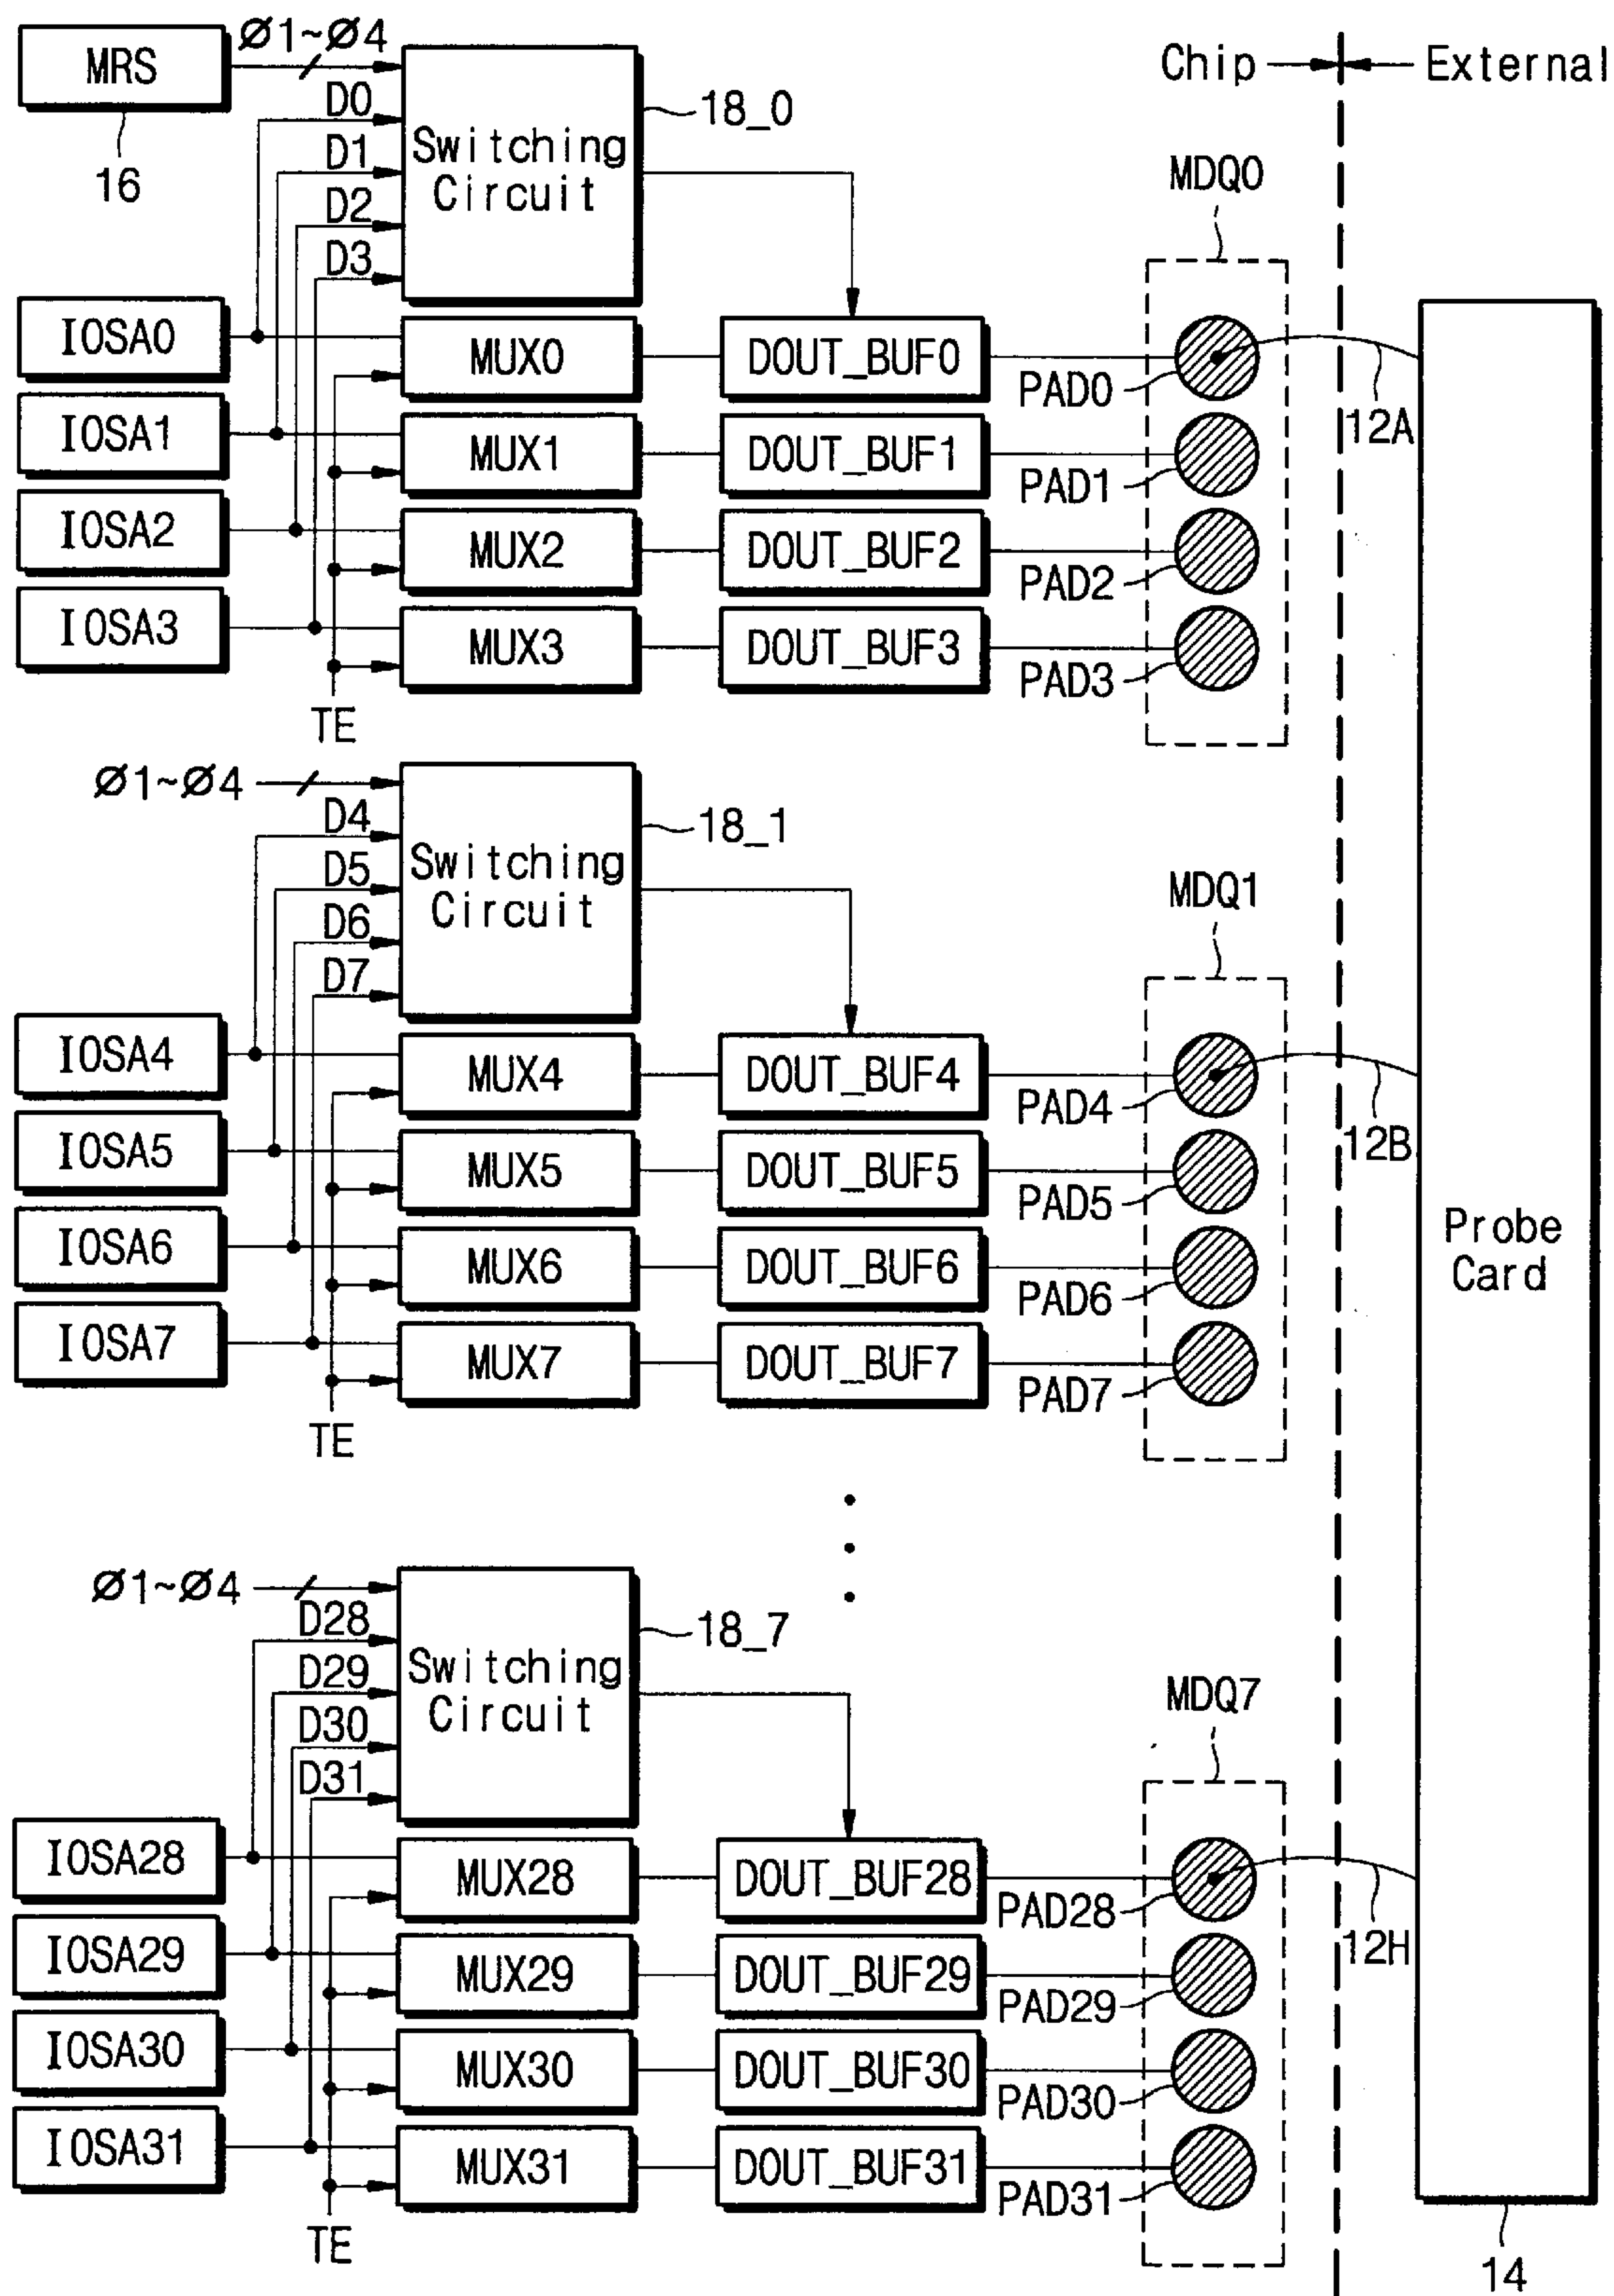 MRS
Ø1~Ø4
Chip
External
D0
18_0
Switching
Circuit
D1
16
MDQ0
D2
D3
IOSA0
MUX0
DOUT_BUF0
PAD0
12A
IOSA1
MUX1
DOUT_BUF1
PAD1
IOSA2
MUX2
DOUT_BUF2
PAD2
IOSA3
MUX3
DOUT_BUF3
PAD3
TE
Ø1~Ø4
D4
18_1
Switching
Circuit
D5
MDQ1
D6
D7
IOSA4
MUX4
DOUT_BUF4
PAD4
12B
IOSA5
MUX5
DOUT_BUF5
PAD5
Probe
Card
IOSA6
MUX6
DOUT_BUF6
PAD6
IOSA7
MUX7
DOUT_BUF7
PAD7
TE
Ø1~Ø4
D28
18_7
Switching
Circuit
D29
MDQ7
D30
D31
IOSA28
MUX28
DOUT_BUF28
PAD28
12H
IOSA29
MUX29
DOUT_BUF29
PAD29
IOSA30
MUX30
DOUT_BUF30
PAD30
IOSA31
MUX31
DOUT_BUF31
PAD31
TE
14